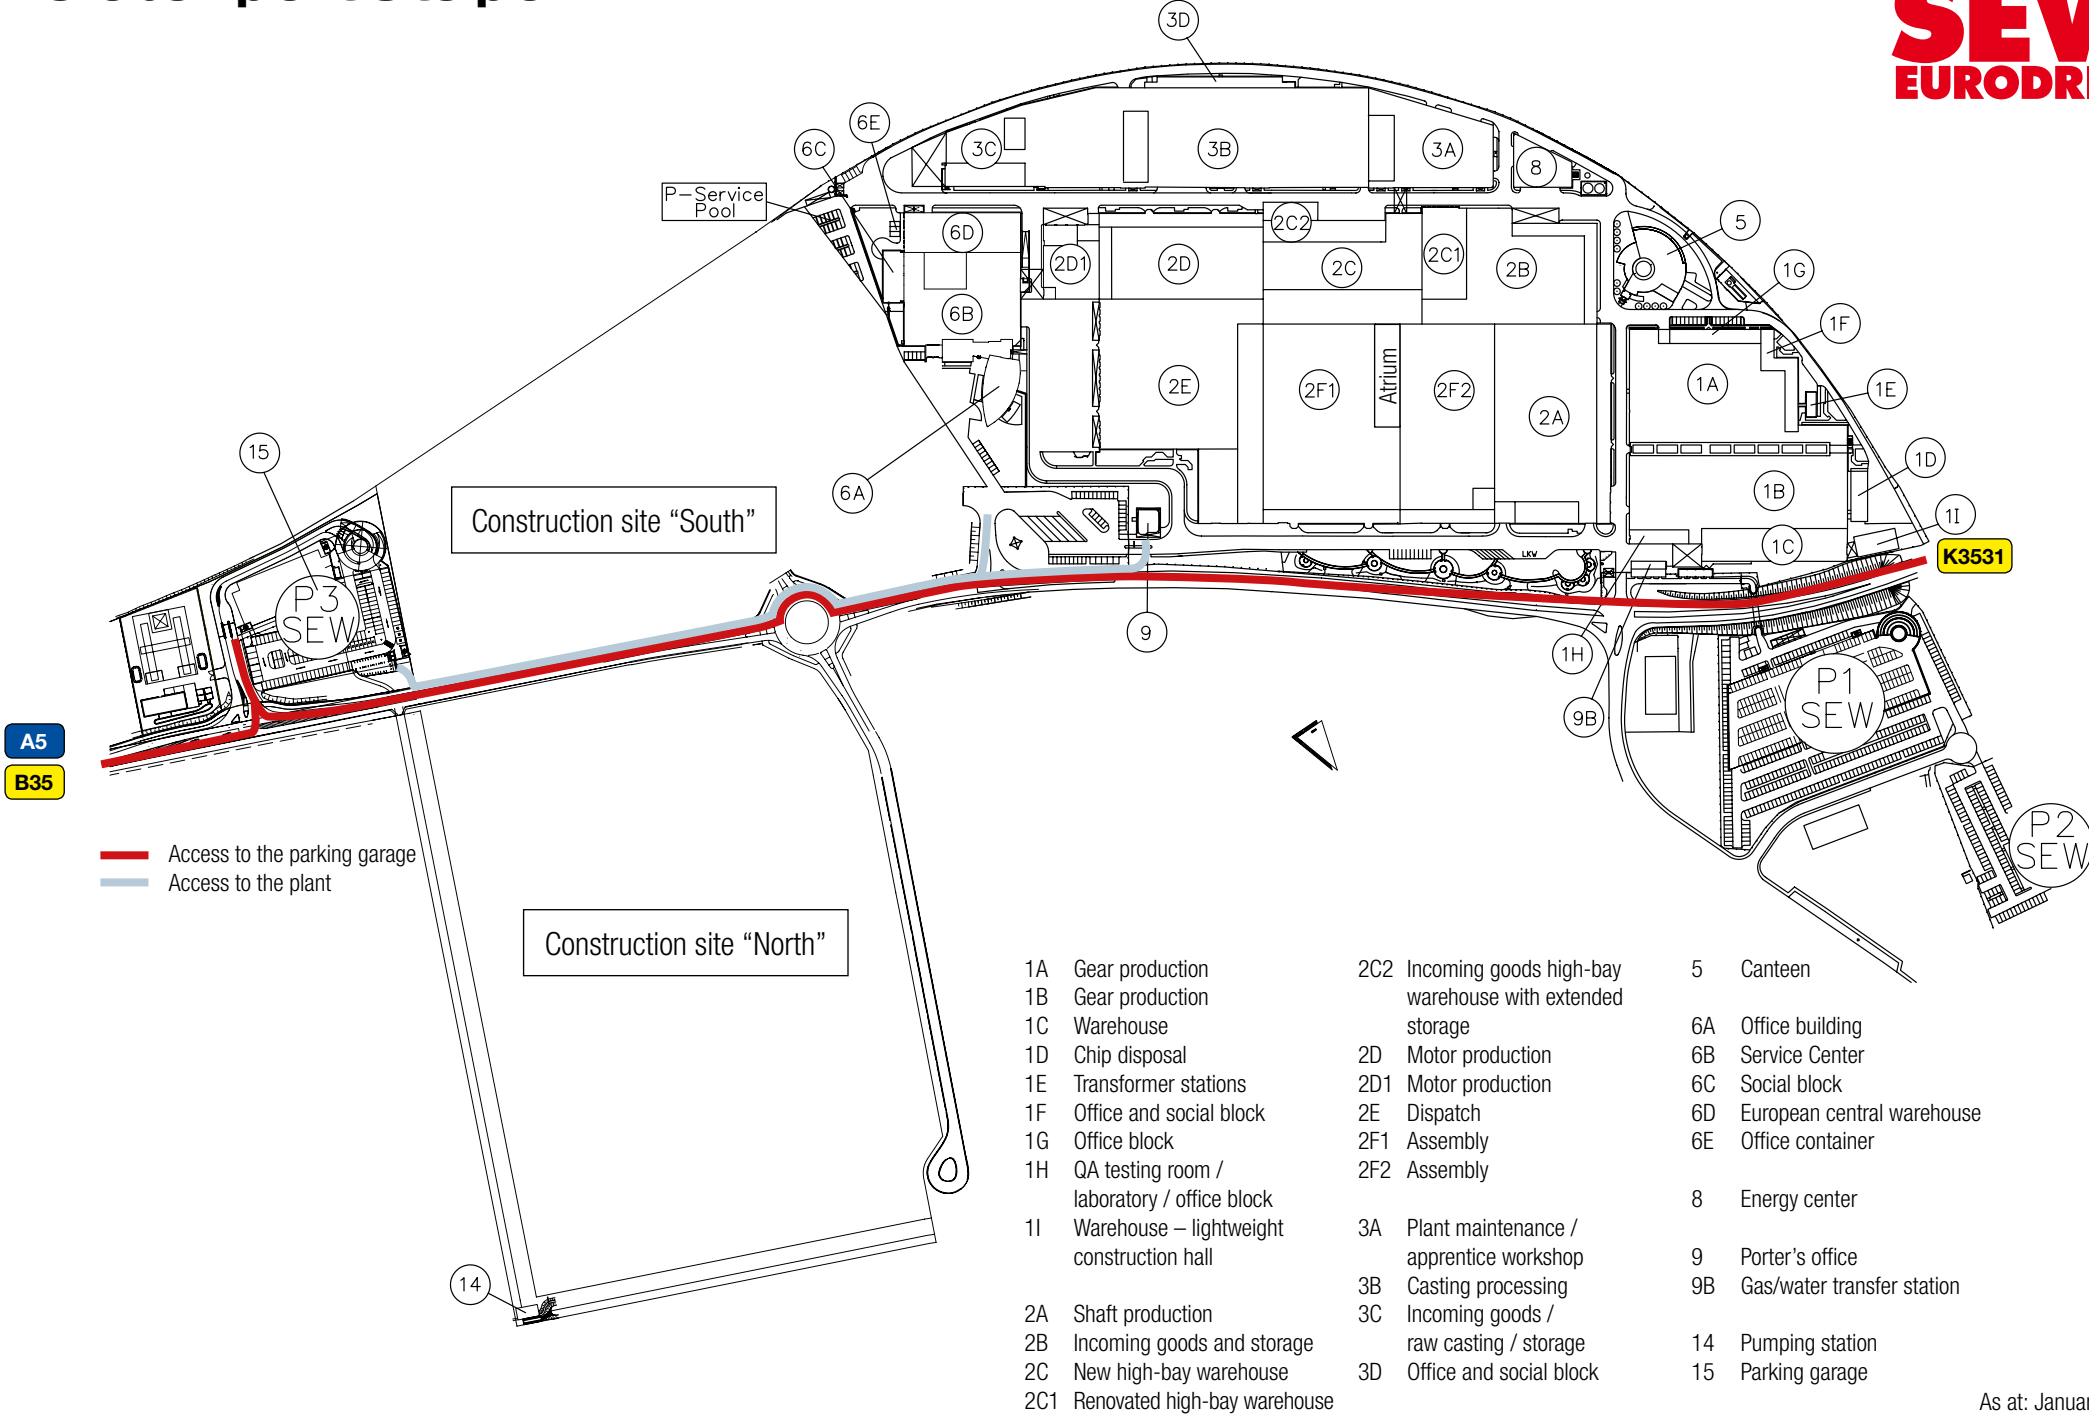 3D
6E
6C
3C
3B
3A
8
P-Service
Pool
6D
2C2
5
2D1
2D
2C
2C1
2B
1G
6B
1F
2E
2F1
Atrium
2F2
1A
1E
2A
15
6A
1D
1B
Construction site “South”
1C
1I
LKW
K3531
P3
SEW
9
1H
P1
SEW
9B
A5
B35
P2
SEW
Access to the parking garage
Access to the plant
Construction site “North”
14
1A Gear production
1B Gear production
1C Warehouse
1D Chip disposal
1E Transformer stations
1F Office and social block
1G Office block
1H QA testing room /
laboratory / office block
1I Warehouse – lightweight
construction hall
2A Shaft production
2B Incoming goods and storage
2C New high-bay warehouse
2C1 Renovated high-bay warehouse
2C2 Incoming goods high-bay
warehouse with extended
storage
2D Motor production
2D1 Motor production
2E Dispatch
2F1 Assembly
2F2 Assembly
3A Plant maintenance /
apprentice workshop
3B Casting processing
3C Incoming goods /
raw casting / storage
3D Office and social block
5 Canteen
6A Office building
6B Service Center
6C Social block
6D European central warehouse
6E Office container
8 Energy center
9 Porter’s office
9B Gas/water transfer station
14 Pumping station
15 Parking garage
As at: